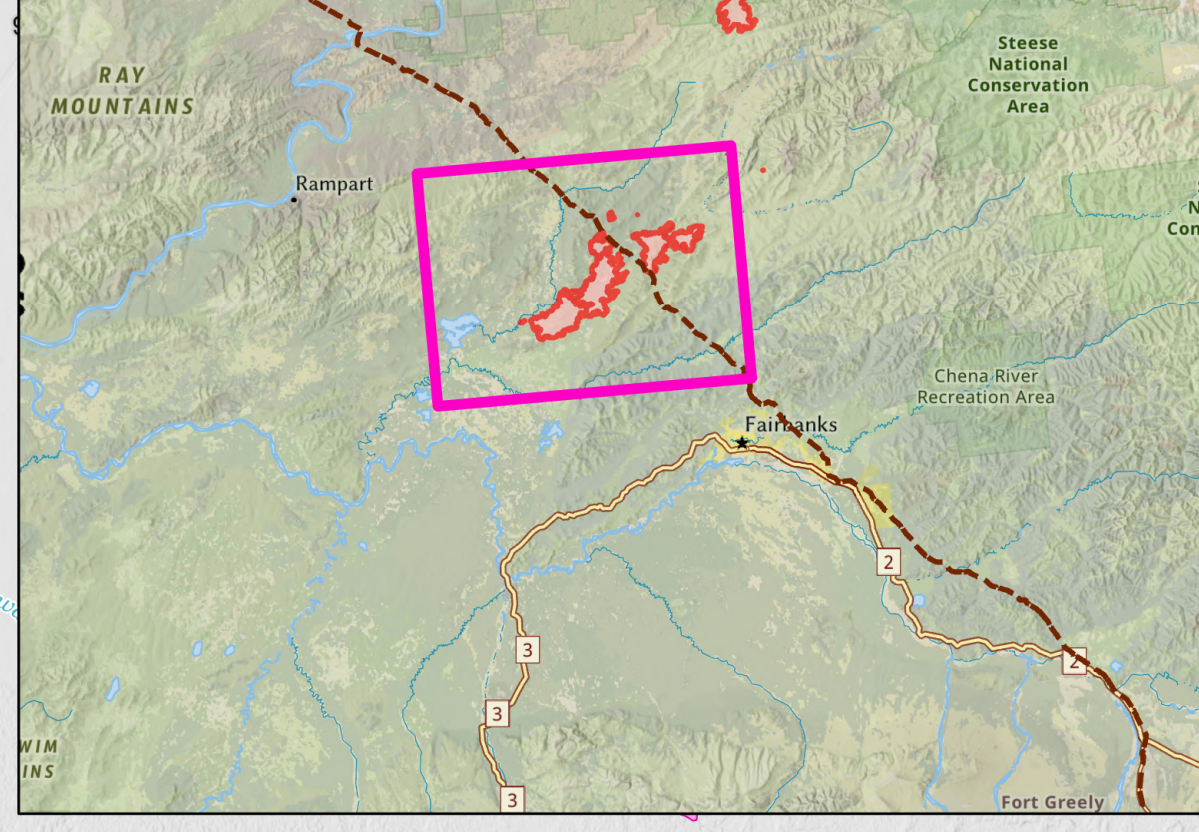 RAY
MOUNTAINS
Steese
National
Conservation
Area
Rampart
Chena River
Recreation Area
Fairbanks
2
3
2
3
3
Fort Greely